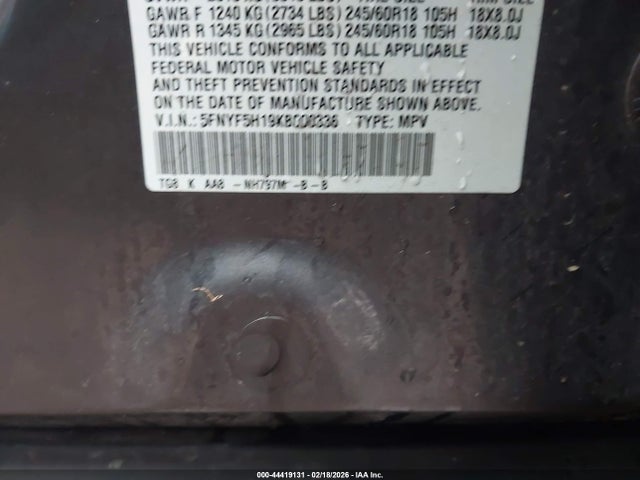 GAWR F 1240 KG (2734 LBS) 245/60R18 105H 18X8.0J
GAWR R 1345 KG (2965 LBS) 245/60R18 105H 18X8.0J
THIS VEHICLE CONFORMS TO ALL APPLICABLE
FEDERAL MOTOR VEHICLE SAFETY
AND THEFT PREVENTION STANDARDS IN EFFECT
ON THE DATE OF MANUFACTURE SHOWN ABOVE.
V.I.N.: 5FNYF5H19KB000336 TYPE: MPV
TG8 K AA8 -NH797M -B-B
000-44419131 - 02/18/2026 - IAA Inc.